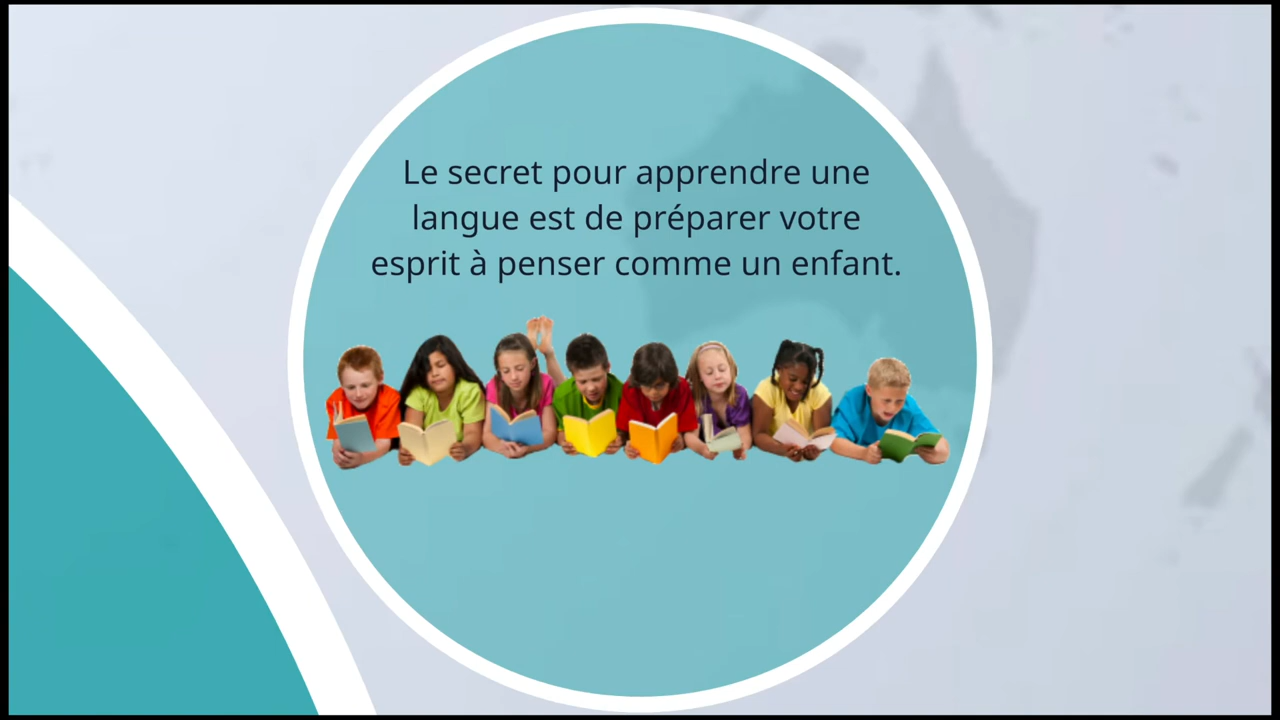 Le secret pour apprendre une
langue est de préparer votre
esprit à penser comme un enfant.